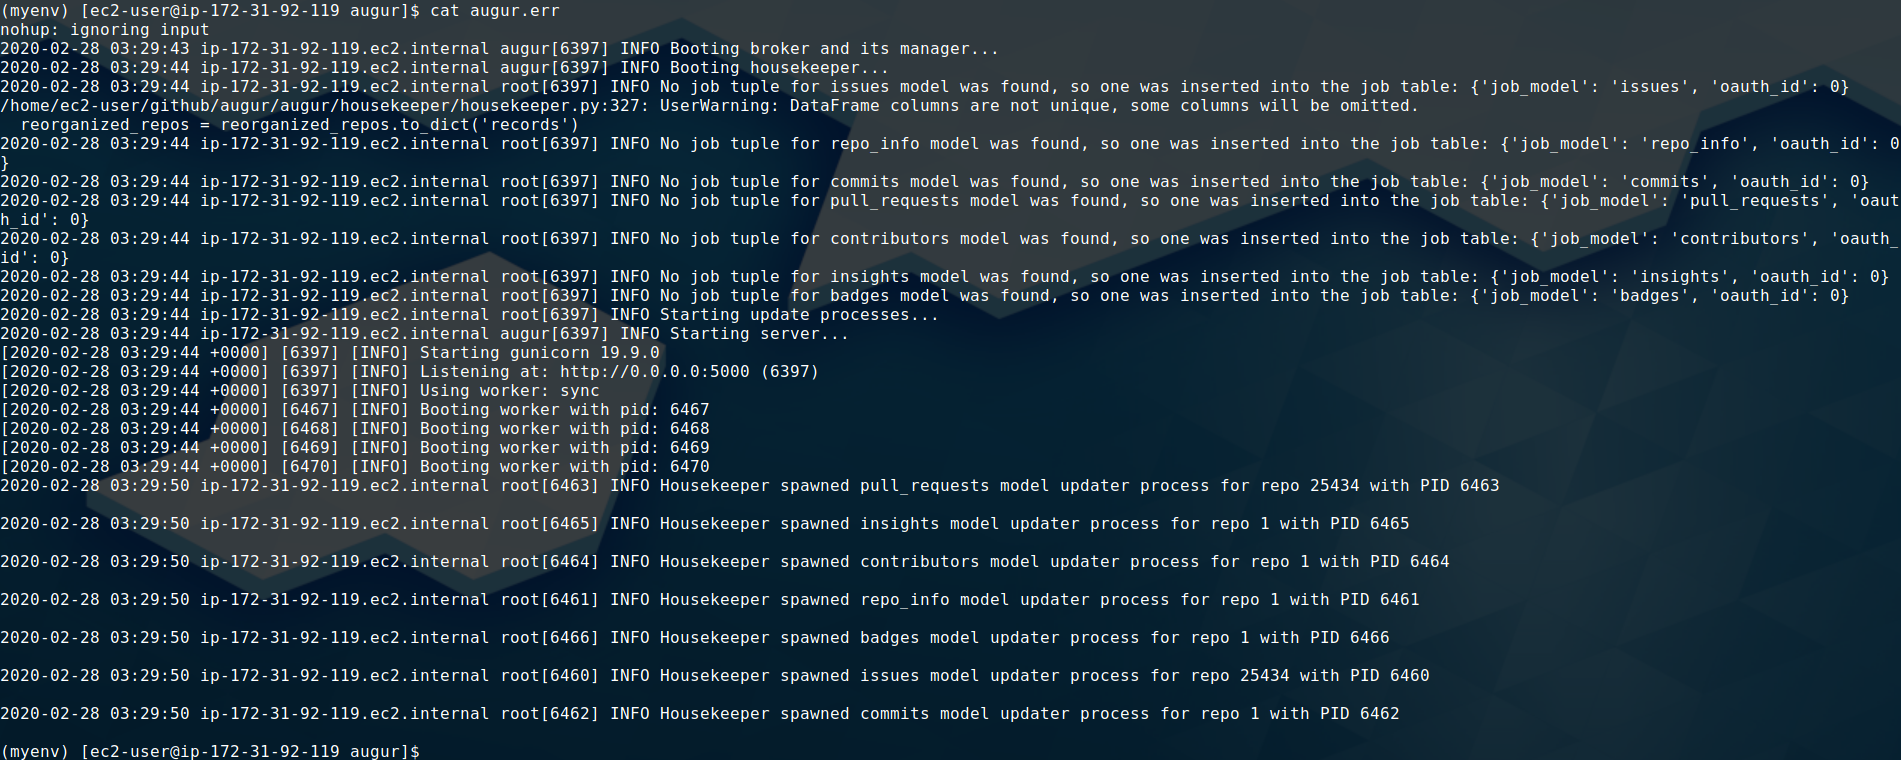 (myenv) [ec2-user@ip-172-31-92-119 augur]$ cat augur.err
nohup: ignoring input
2020-02-28 03:29:43 ip-172-31-92-119.ec2.internal augur[6397] INFO Booting broker and its manager...
2020-02-28 03:29:44 ip-172-31-92-119.ec2.internal augur[6397] INFO Booting housekeeper...
2020-02-28 03:29:44 ip-172-31-92-119.ec2.internal root[6397] INFO No job tuple for issues model was found, so one was inserted into the job table: {'job_model': 'issues', 'oauth_id': 0}
/home/ec2-user/github/augur/augur/housekeeper/housekeeper.py:327: UserWarning: DataFrame columns are not unique, some columns will be omitted.
  reorganized_repos = reorganized_repos.to_dict('records')
2020-02-28 03:29:44 ip-172-31-92-119.ec2.internal root[6397] INFO No job tuple for repo_info model was found, so one was inserted into the job table: {'job_model': 'repo_info', 'oauth_id': 0
}
2020-02-28 03:29:44 ip-172-31-92-119.ec2.internal root[6397] INFO No job tuple for commits model was found, so one was inserted into the job table: {'job_model': 'commits', 'oauth_id': 0}
2020-02-28 03:29:44 ip-172-31-92-119.ec2.internal root[6397] INFO No job tuple for pull_requests model was found, so one was inserted into the job table: {'job_model': 'pull_requests', 'oaut
h_id': 0}
2020-02-28 03:29:44 ip-172-31-92-119.ec2.internal root[6397] INFO No job tuple for contributors model was found, so one was inserted into the job table: {'job_model': 'contributors', 'oauth_
id': 0}
2020-02-28 03:29:44 ip-172-31-92-119.ec2.internal root[6397] INFO No job tuple for insights model was found, so one was inserted into the job table: {'job_model': 'insights', 'oauth_id': 0}
2020-02-28 03:29:44 ip-172-31-92-119.ec2.internal root[6397] INFO No job tuple for badges model was found, so one was inserted into the job table: {'job_model': 'badges', 'oauth_id': 0}
2020-02-28 03:29:44 ip-172-31-92-119.ec2.internal root[6397] INFO Starting update processes...
2020-02-28 03:29:44 ip-172-31-92-119.ec2.internal augur[6397] INFO Starting server...
[2020-02-28 03:29:44 +0000] [6397] [INFO] Starting gunicorn 19.9.0
[2020-02-28 03:29:44 +0000] [6397] [INFO] Listening at: http://0.0.0.0:5000 (6397)
[2020-02-28 03:29:44 +0000] [6397] [INFO] Using worker: sync
[2020-02-28 03:29:44 +0000] [6467] [INFO] Booting worker with pid: 6467
[2020-02-28 03:29:44 +0000] [6468] [INFO] Booting worker with pid: 6468
[2020-02-28 03:29:44 +0000] [6469] [INFO] Booting worker with pid: 6469
[2020-02-28 03:29:44 +0000] [6470] [INFO] Booting worker with pid: 6470
2020-02-28 03:29:50 ip-172-31-92-119.ec2.internal root[6463] INFO Housekeeper spawned pull_requests model updater process for repo 25434 with PID 6463
2020-02-28 03:29:50 ip-172-31-92-119.ec2.internal root[6465] INFO Housekeeper spawned insights model updater process for repo 1 with PID 6465
2020-02-28 03:29:50 ip-172-31-92-119.ec2.internal root[6464] INFO Housekeeper spawned contributors model updater process for repo 1 with PID 6464
2020-02-28 03:29:50 ip-172-31-92-119.ec2.internal root[6461] INFO Housekeeper spawned repo_info model updater process for repo 1 with PID 6461
2020-02-28 03:29:50 ip-172-31-92-119.ec2.internal root[6466] INFO Housekeeper spawned badges model updater process for repo 1 with PID 6466
2020-02-28 03:29:50 ip-172-31-92-119.ec2.internal root[6460] INFO Housekeeper spawned issues model updater process for repo 25434 with PID 6460
2020-02-28 03:29:50 ip-172-31-92-119.ec2.internal root[6462] INFO Housekeeper spawned commits model updater process for repo 1 with PID 6462
(myenv) [ec2-user@ip-172-31-92-119 augur]$